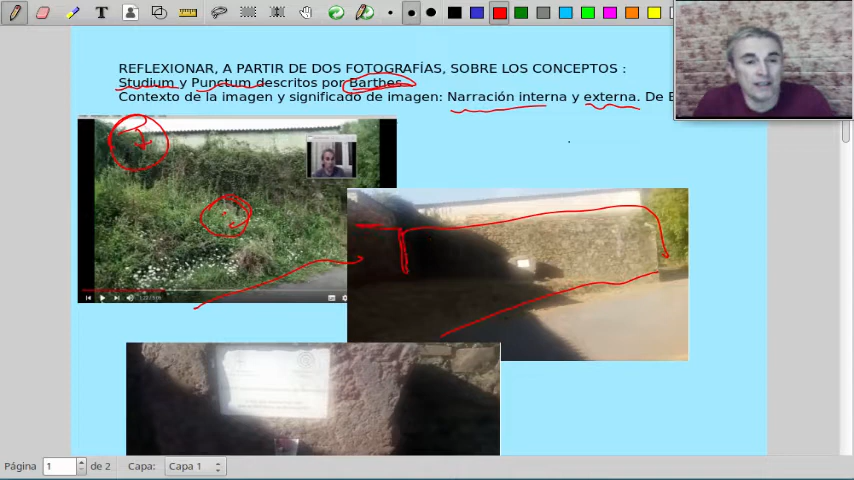 REFLEXIONAR, A PARTIR DE DOS FOTOGRAFÍAS, SOBRE LOS CONCEPTOS :
Studium y Punctum descritos por Barthes.
Contexto de la imagen y significado de imagen: Narración interna y externa. De
Página 1 de 2 Capa: Capa 1